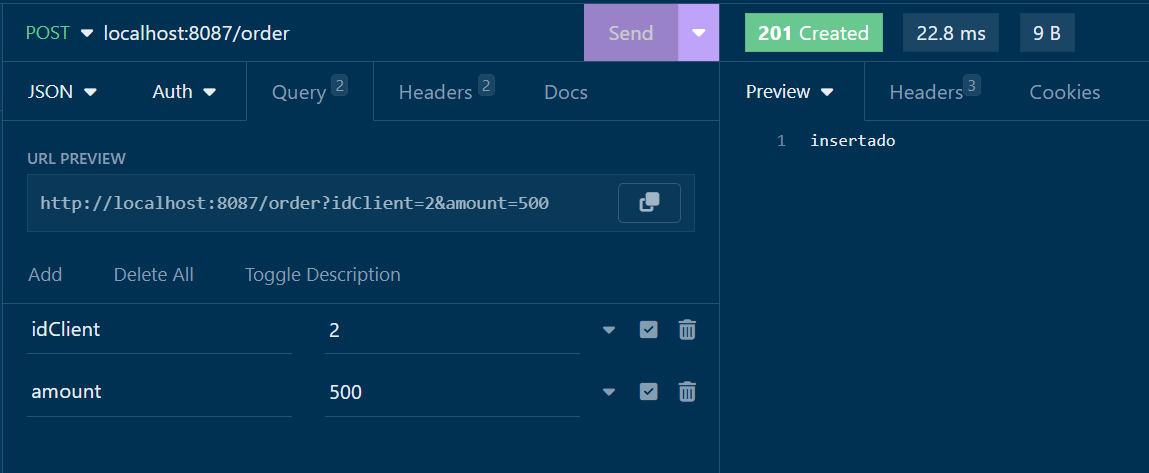 POST localhost:8087/order Send
JSON Auth Query 2 Headers 2 Docs
URL PREVIEW
http://localhost:8087/order?idClient=2&amount=500
Add Delete All Toggle Description
idClient 2
amount 500
201 Created 22.8 ms 9 B
Preview Headers 3 Cookies
1 insertado